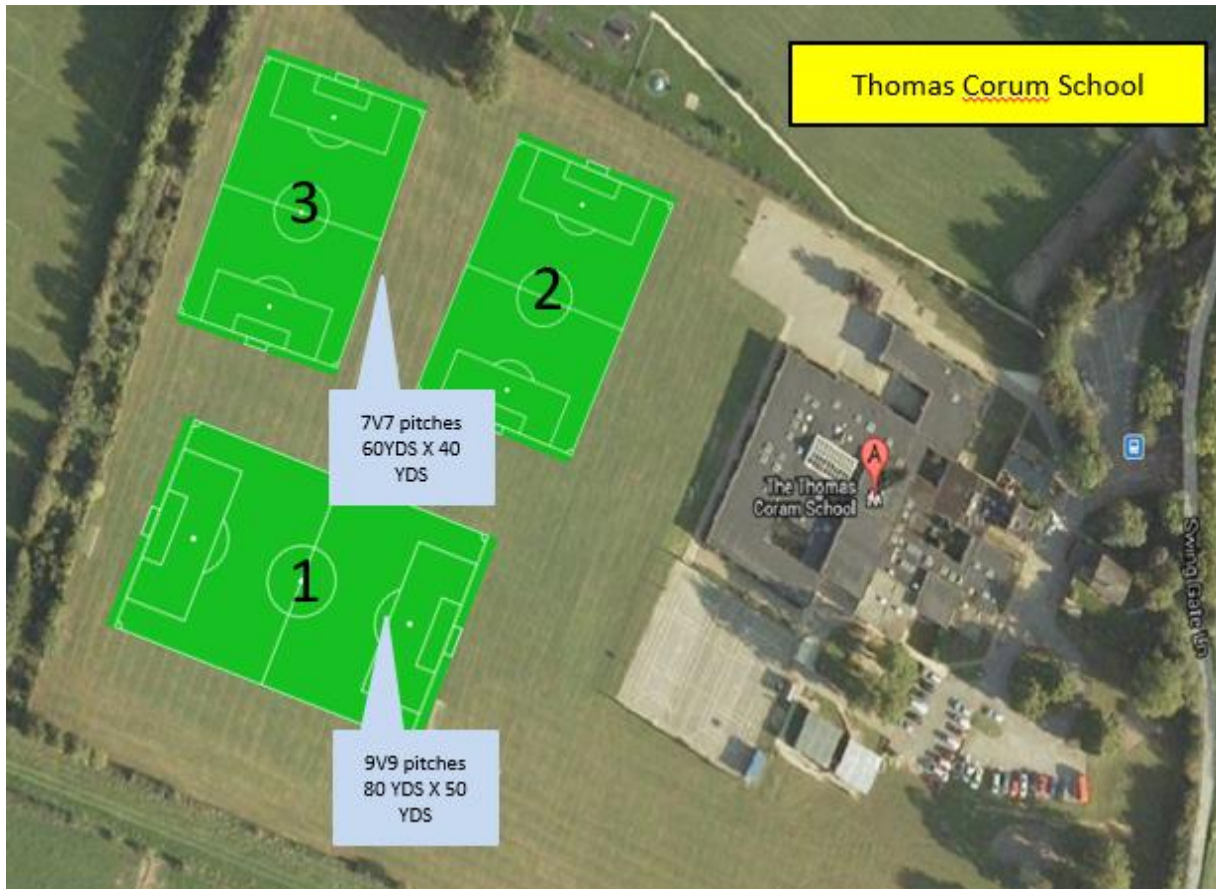 Thomas Corum School
3
2
7V7 pitches
60YDS X 40
YDS
A
The Thomas
Coram School
1
9V9 pitches
80 YDS X 50
YDS
Swing Gate Ln